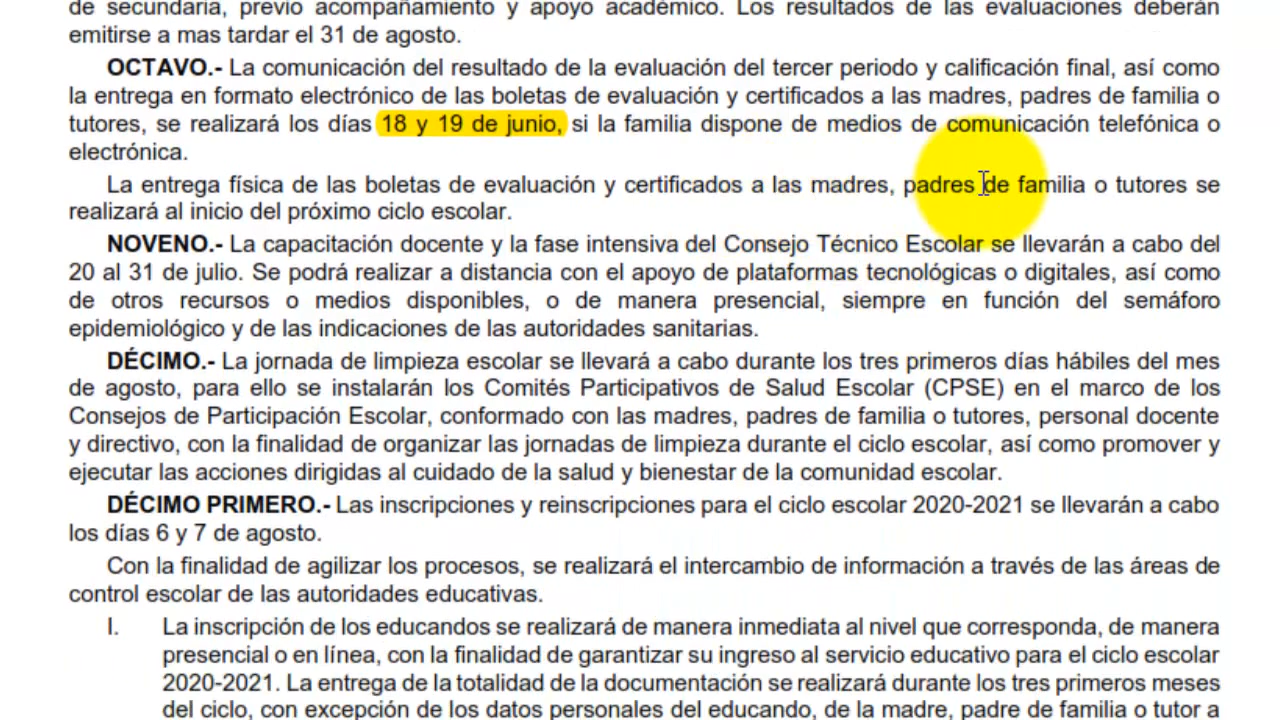 de secundaria, previo acompañamiento y apoyo académico. Los resultados de las evaluaciones deberán
emitirse a mas tardar el 31 de agosto.
OCTAVO.- La comunicación del resultado de la evaluación del tercer periodo y calificación final, así como
la entrega en formato electrónico de las boletas de evaluación y certificados a las madres, padres de familia o
tutores, se realizará los días 18 y 19 de junio, si la familia dispone de medios de comunicación telefónica o
electrónica.
La entrega física de las boletas de evaluación y certificados a las madres, padres de familia o tutores se
realizará al inicio del próximo ciclo escolar.
NOVENO.- La capacitación docente y la fase intensiva del Consejo Técnico Escolar se llevarán a cabo del
20 al 31 de julio. Se podrá realizar a distancia con el apoyo de plataformas tecnológicas o digitales, así como
de otros recursos o medios disponibles, o de manera presencial, siempre en función del semáforo
epidemiológico y de las indicaciones de las autoridades sanitarias.
DÉCIMO.- La jornada de limpieza escolar se llevará a cabo durante los tres primeros días hábiles del mes
de agosto, para ello se instalarán los Comités Participativos de Salud Escolar (CPSE) en el marco de los
Consejos de Participación Escolar, conformado con las madres, padres de familia o tutores, personal docente
y directivo, con la finalidad de organizar las jornadas de limpieza durante el ciclo escolar, así como promover y
ejecutar las acciones dirigidas al cuidado de la salud y bienestar de la comunidad escolar.
DÉCIMO PRIMERO.- Las inscripciones y reinscripciones para el ciclo escolar 2020-2021 se llevarán a cabo
los días 6 y 7 de agosto.
Con la finalidad de agilizar los procesos, se realizará el intercambio de información a través de las áreas de
control escolar de las autoridades educativas.
I. La inscripción de los educandos se realizará de manera inmediata al nivel que corresponda, de manera
presencial o en línea, con la finalidad de garantizar su ingreso al servicio educativo para el ciclo escolar
2020-2021. La entrega de la totalidad de la documentación se realizará durante los tres primeros meses
del ciclo, con excepción de los datos personales del educando, de la madre, padre de familia o tutor a